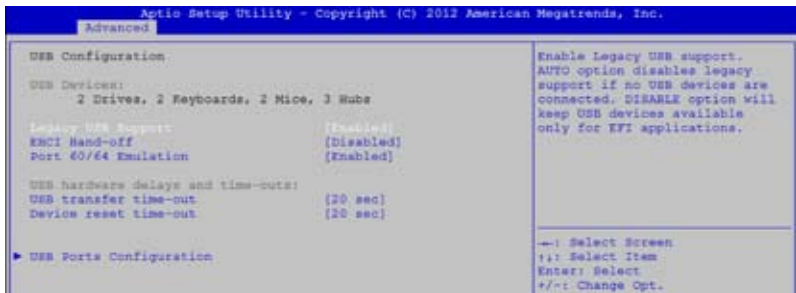 Aptio Setup Utility - Copyright (C) 2012 American Megatrends, Inc.
Advanced
USB Configuration
USB Devices:
2 Drives, 2 Keyboards, 2 Mice, 3 Hubs
Legacy USB Support [Enabled]
EHCI Hand-off [Disabled]
Port 60/64 Emulation [Enabled]
USB hardware delays and time-outs:
USB transfer time-out [20 sec]
Device reset time-out [20 sec]
► USB Ports Configuration
Enable Legacy USB support.
AUTO option disables legacy
support if no USB devices are
connected. DISABLE option will
keep USB devices available
only for EFI applications.
→←: Select Screen
↑↓: Select Item
Enter: Select
+/-: Change Opt.